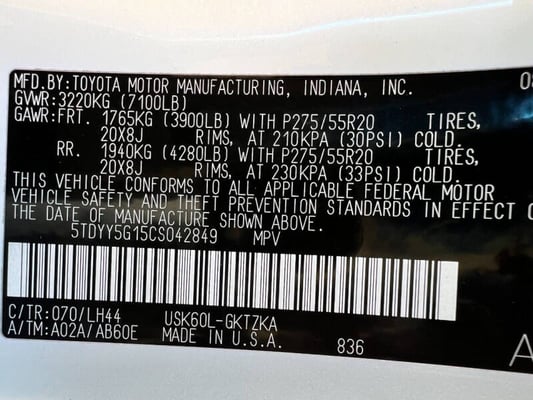 MFD.BY:TOYOTA MOTOR MANUFACTURING, INDIANA, INC.
GVWR:3220KG (7100LB)
GAWR:FRT. 1765KG (3900LB) WITH P275/55R20 TIRES,
20X8J RIMS, AT 210KPA (30PSI) COLD.
RR. 1940KG (4280LB) WITH P275/55R20 TIRES,
20X8J RIMS, AT 230KPA (33PSI) COLD.
THIS VEHICLE CONFORMS TO ALL APPLICABLE FEDERAL MOTOR
VEHICLE SAFETY AND THEFT PREVENTION STANDARDS IN EFFECT
THE DATE OF MANUFACTURE SHOWN ABOVE.
5TDYY5G15CS042849 MPV
C/TR:070/LH44 USK60L-GKTZKA
A/TM:A02A/AB60E MADE IN U.S.A. 836